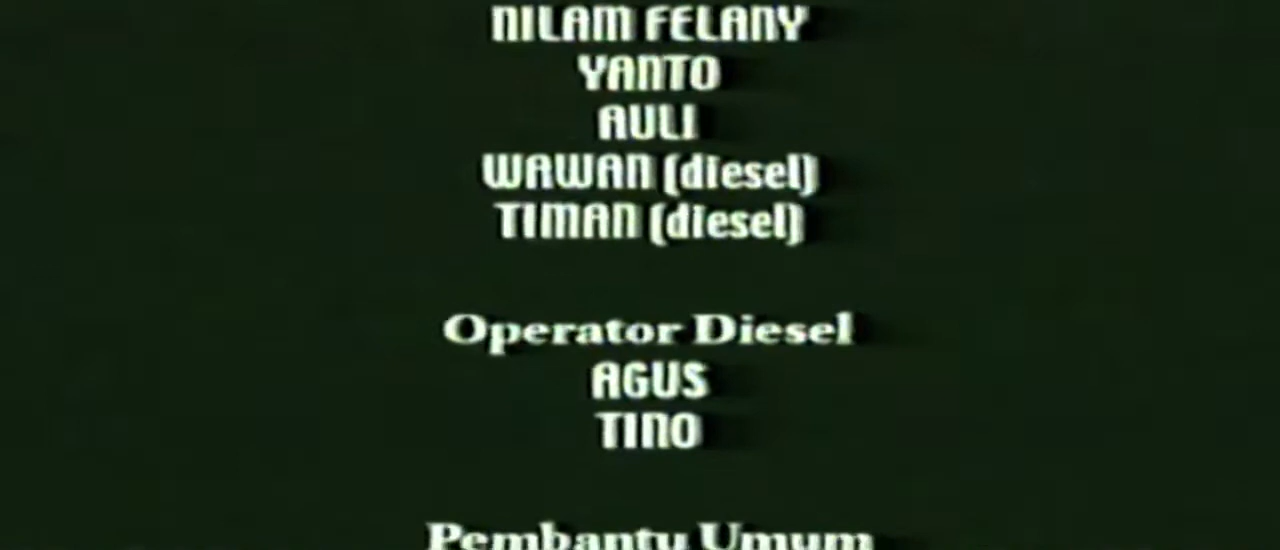 NILAM FELANY
YANTO
AULI
WAWAN (diesel)
TIMAN (diesel)
Operator Diesel
AGUS
TINO
Pembantu Umum